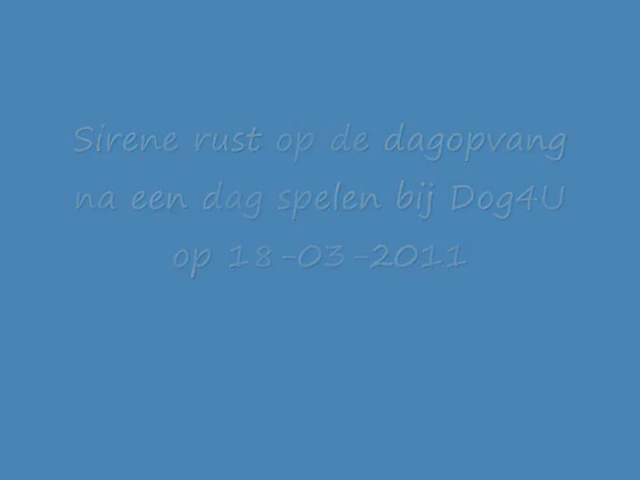 Sirene rust op de dagopvang
na een dag spelen bij Dog4U
op 18-03-2011